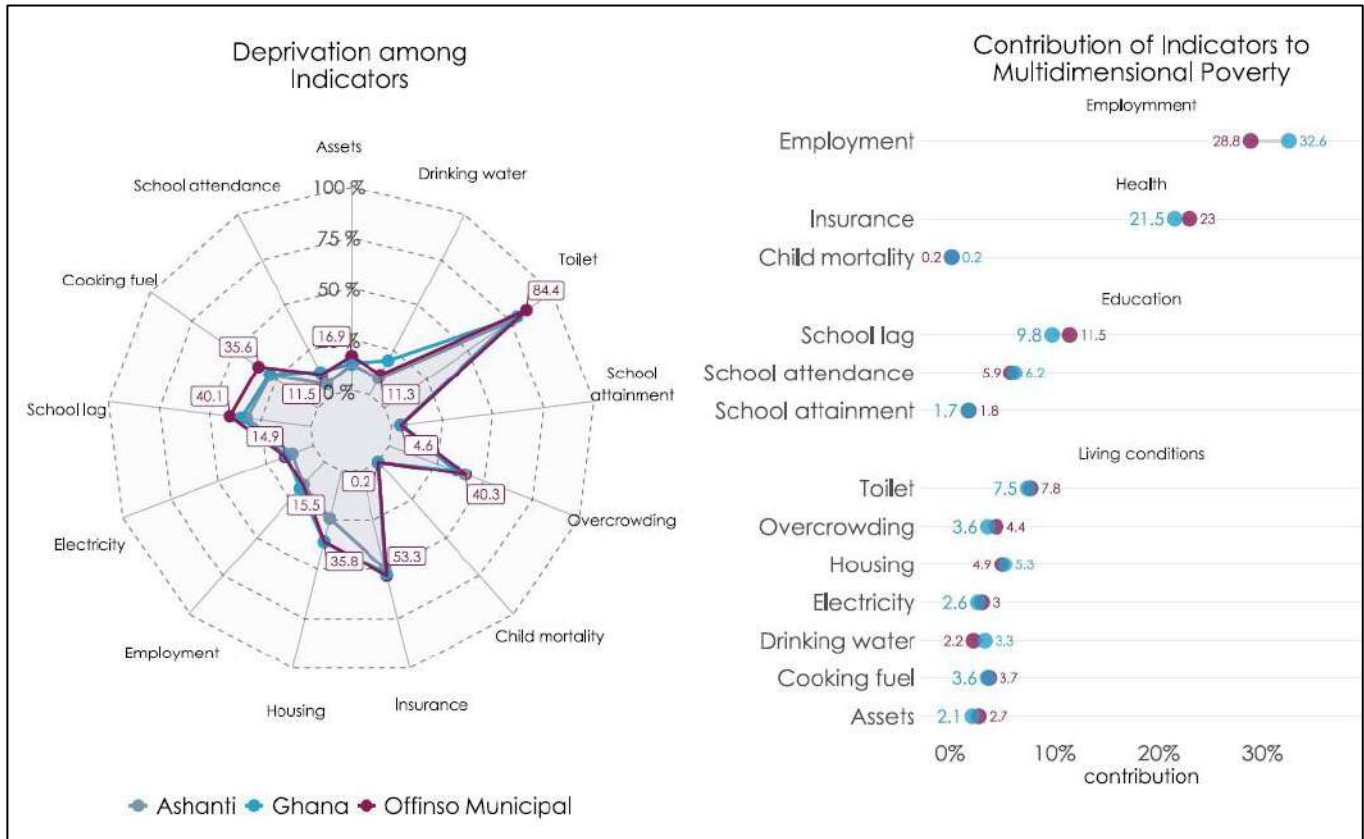 Deprivation among
Indicators
Assets
School attendance
Drinking water
100 %
75 %
Toilet
Cooking fuel
50 %
84.4
16.9
35.6
0 %
11.5
11.3
School
attainment
School lag
40.1
14.9
4.6
0.2
40.3
15.5
Overcrowding
35.8
53.3
Electricity
Child mortality
Employment
Insurance
Housing
Ashanti
Ghana
Offinso Municipal
Contribution of Indicators to
Multidimensional Poverty
Employmment
Employment 28.8 32.6
Health
Insurance 21.5 23
Child mortality 0.2 0.2
Education
School lag 9.8 11.5
School attendance 5.9 6.2
School attainment 1.7 1.8
Living conditions
Toilet 7.5 7.8
Overcrowding 3.6 4.4
Housing 4.9 5.3
Electricity 2.6 3
Drinking water 2.2 3.3
Cooking fuel 3.6 3.7
Assets 2.1 2.7
0% 10% 20% 30%
contribution